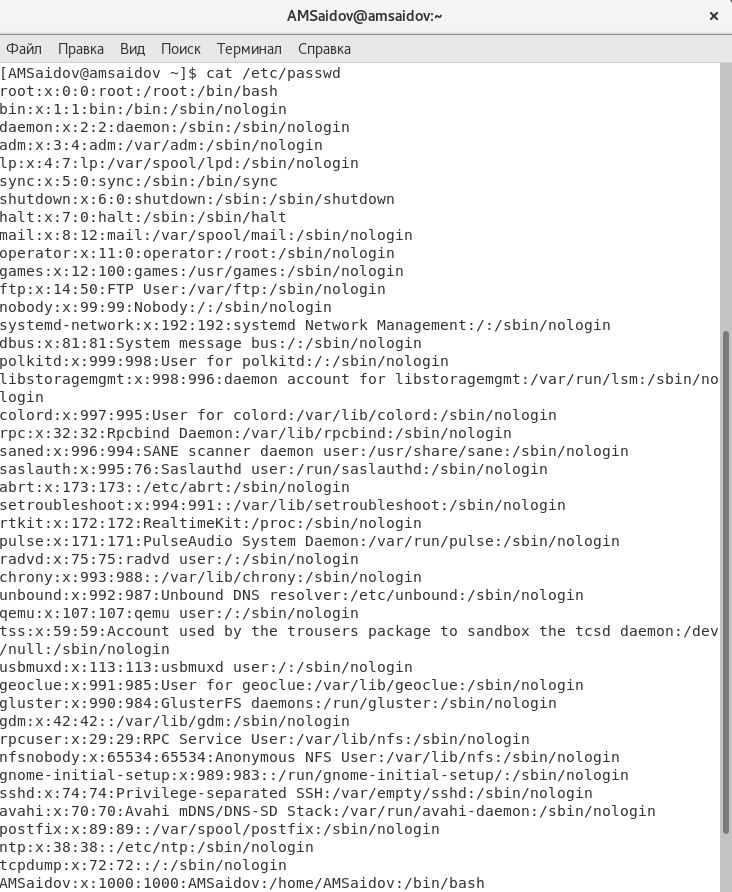 AMSaidov@amsaidov:~
Файл Правка Вид Поиск Терминал Справка
[AMSaidov@amsaidov ~]$ cat /etc/passwd
root:x:0:0:root:/root:/bin/bash
bin:x:1:1:bin:/bin:/sbin/nologin
daemon:x:2:2:daemon:/sbin:/sbin/nologin
adm:x:3:4:adm:/var/adm:/sbin/nologin
lp:x:4:7:lp:/var/spool/lpd:/sbin/nologin
sync:x:5:0:sync:/sbin:/bin/sync
shutdown:x:6:0:shutdown:/sbin:/sbin/shutdown
halt:x:7:0:halt:/sbin:/sbin/halt
mail:x:8:12:mail:/var/spool/mail:/sbin/nologin
operator:x:11:0:operator:/root:/sbin/nologin
games:x:12:100:games:/usr/games:/sbin/nologin
ftp:x:14:50:FTP User:/var/ftp:/sbin/nologin
nobody:x:99:99:Nobody:/:/sbin/nologin
systemd-network:x:192:192:systemd Network Management:/:/sbin/nologin
dbus:x:81:81:System message bus:/:/sbin/nologin
polkitd:x:999:998:User for polkitd:/:/sbin/nologin
libstoragemgmt:x:998:996:daemon account for libstoragemgmt:/var/run/lsm:/sbin/no
login
colord:x:997:995:User for colord:/var/lib/colord:/sbin/nologin
rpc:x:32:32:Rpcbind Daemon:/var/lib/rpcbind:/sbin/nologin
saned:x:996:994:SANE scanner daemon user:/usr/share/sane:/sbin/nologin
saslauth:x:995:76:Saslauthd user:/run/saslauthd:/sbin/nologin
abrt:x:173:173::/etc/abrt:/sbin/nologin
setroubleshoot:x:994:991::/var/lib/setroubleshoot:/sbin/nologin
rtkit:x:172:172:RealtimeKit:/proc:/sbin/nologin
pulse:x:171:171:PulseAudio System Daemon:/var/run/pulse:/sbin/nologin
radvd:x:75:75:radvd user:/:/sbin/nologin
chrony:x:993:988::/var/lib/chrony:/sbin/nologin
unbound:x:992:987:Unbound DNS resolver:/etc/unbound:/sbin/nologin
qemu:x:107:107:qemu user:/:/sbin/nologin
tss:x:59:59:Account used by the trousers package to sandbox the tcsd daemon:/dev
/null:/sbin/nologin
usbmuxd:x:113:113:usbmuxd user:/:/sbin/nologin
geoclue:x:991:985:User for geoclue:/var/lib/geoclue:/sbin/nologin
gluster:x:990:984:GlusterFS daemons:/run/gluster:/sbin/nologin
gdm:x:42:42::/var/lib/gdm:/sbin/nologin
rpcuser:x:29:29:RPC Service User:/var/lib/nfs:/sbin/nologin
nfsnobody:x:65534:65534:Anonymous NFS User:/var/lib/nfs:/sbin/nologin
gnome-initial-setup:x:989:983::/run/gnome-initial-setup/:/sbin/nologin
sshd:x:74:74:Privilege-separated SSH:/var/empty/sshd:/sbin/nologin
avahi:x:70:70:Avahi mDNS/DNS-SD Stack:/var/run/avahi-daemon:/sbin/nologin
postfix:x:89:89::/var/spool/postfix:/sbin/nologin
ntp:x:38:38::/etc/ntp:/sbin/nologin
tcpdump:x:72:72::/:/sbin/nologin
AMSaidov:x:1000:1000:AMSaidov:/home/AMSaidov:/bin/bash